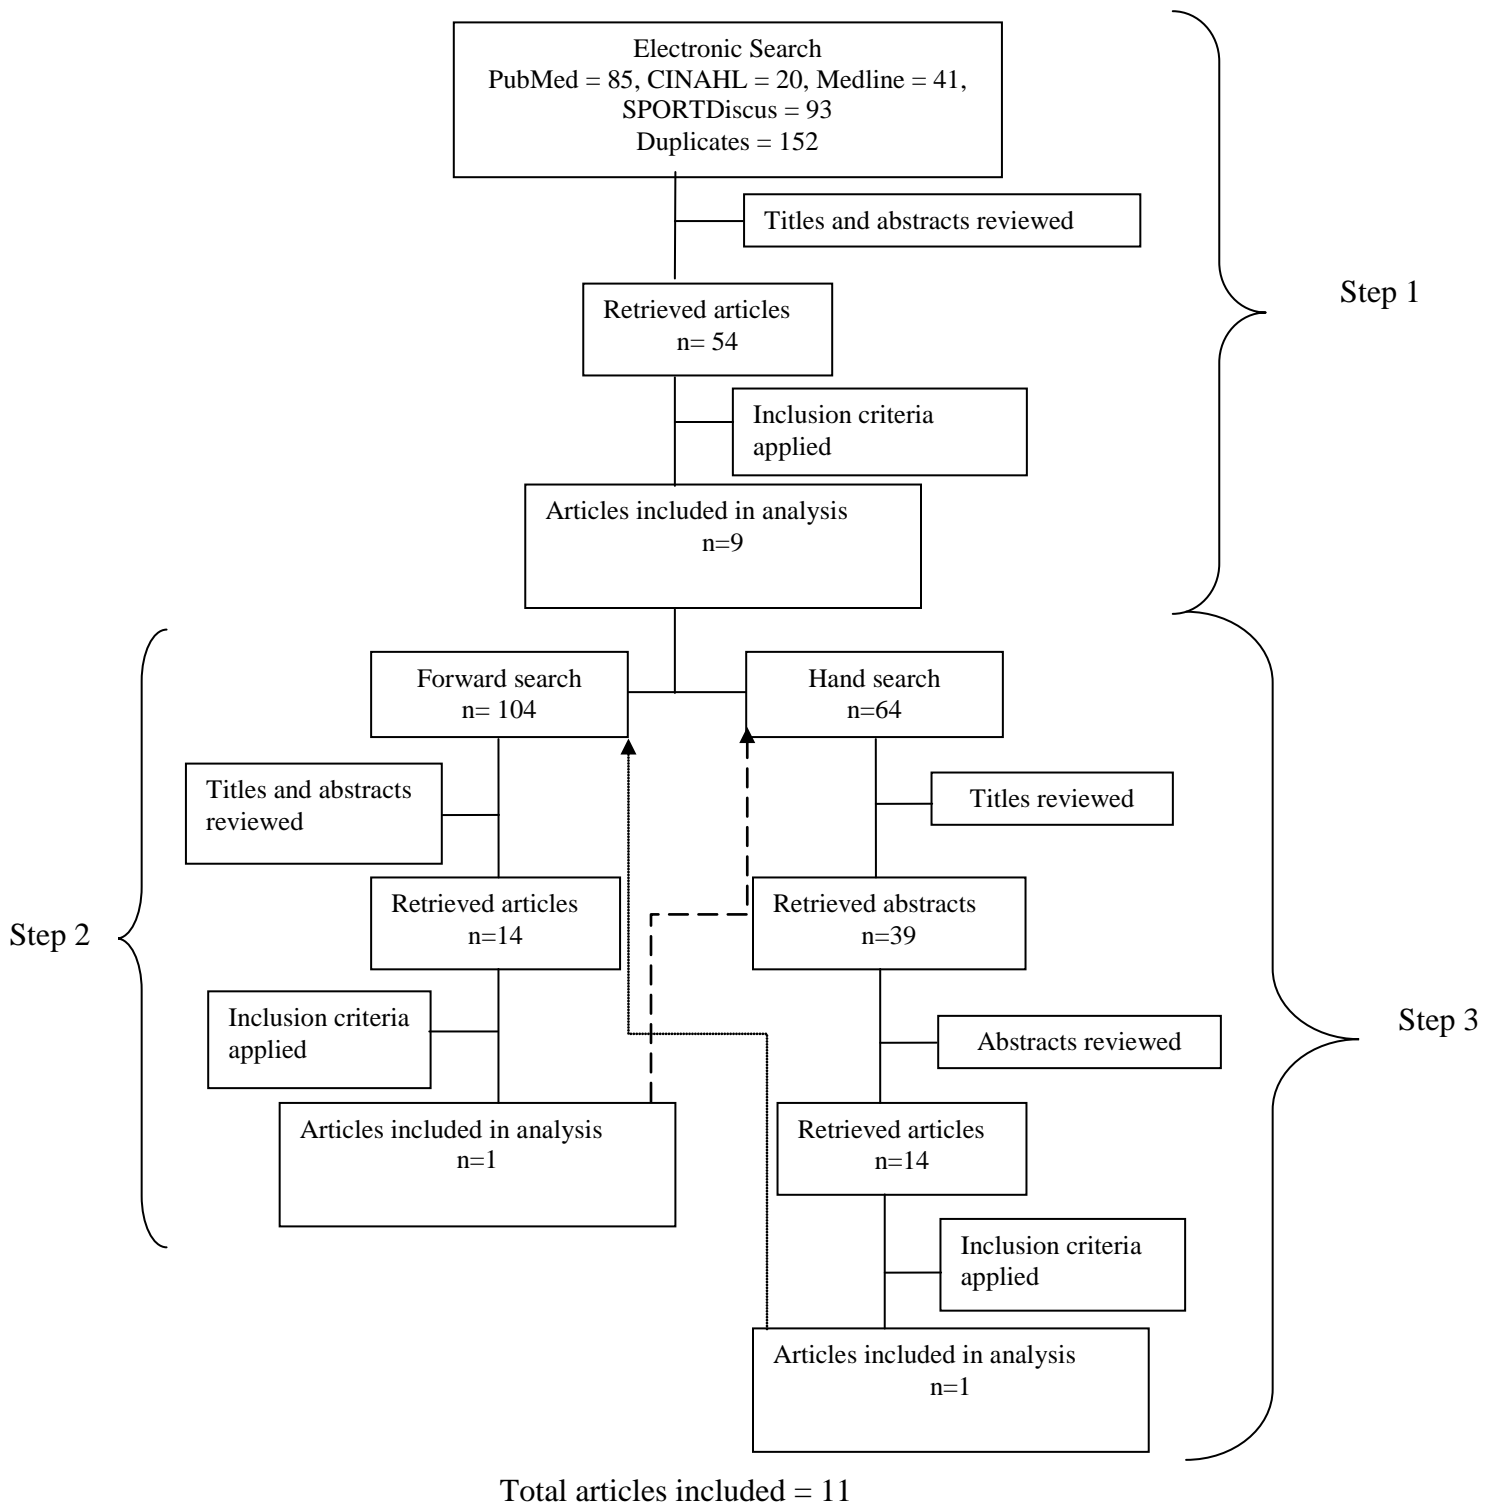 Electronic Search
PubMed = 85, CINAHL = 20, Medline = 41,
SPORTDiscus = 93
Duplicates = 152
Titles and abstracts reviewed
Step 1
Retrieved articles
n= 54
Inclusion criteria
applied
Articles included in analysis
n=9
Forward search
n= 104
Hand search
n=64
Titles and abstracts
reviewed
Titles reviewed
Step 2
Retrieved articles
n=14
Retrieved abstracts
n=39
Inclusion criteria
applied
Abstracts reviewed
Step 3
Articles included in analysis
n=1
Retrieved articles
n=14
Inclusion criteria
applied
Articles included in analysis
n=1
Total articles included = 11